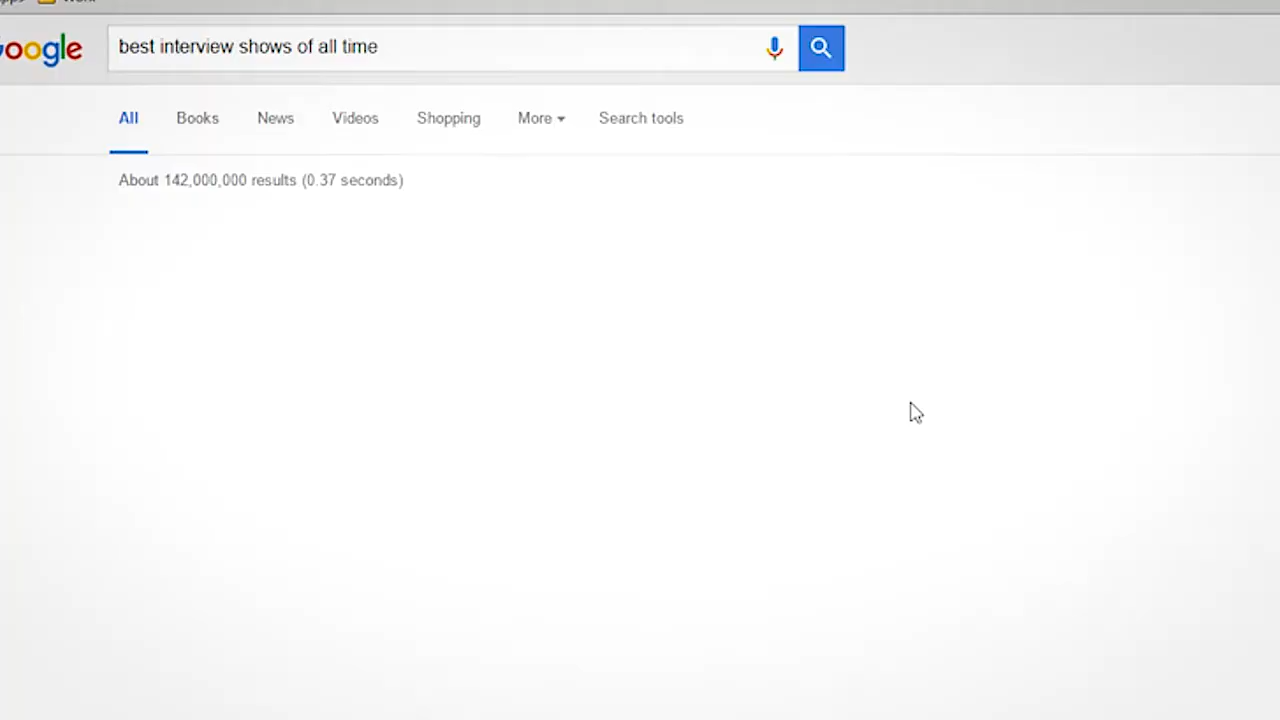 Google
best interview shows of all time
All Books News Videos Shopping More Search tools
About 142,000,000 results (0.37 seconds)